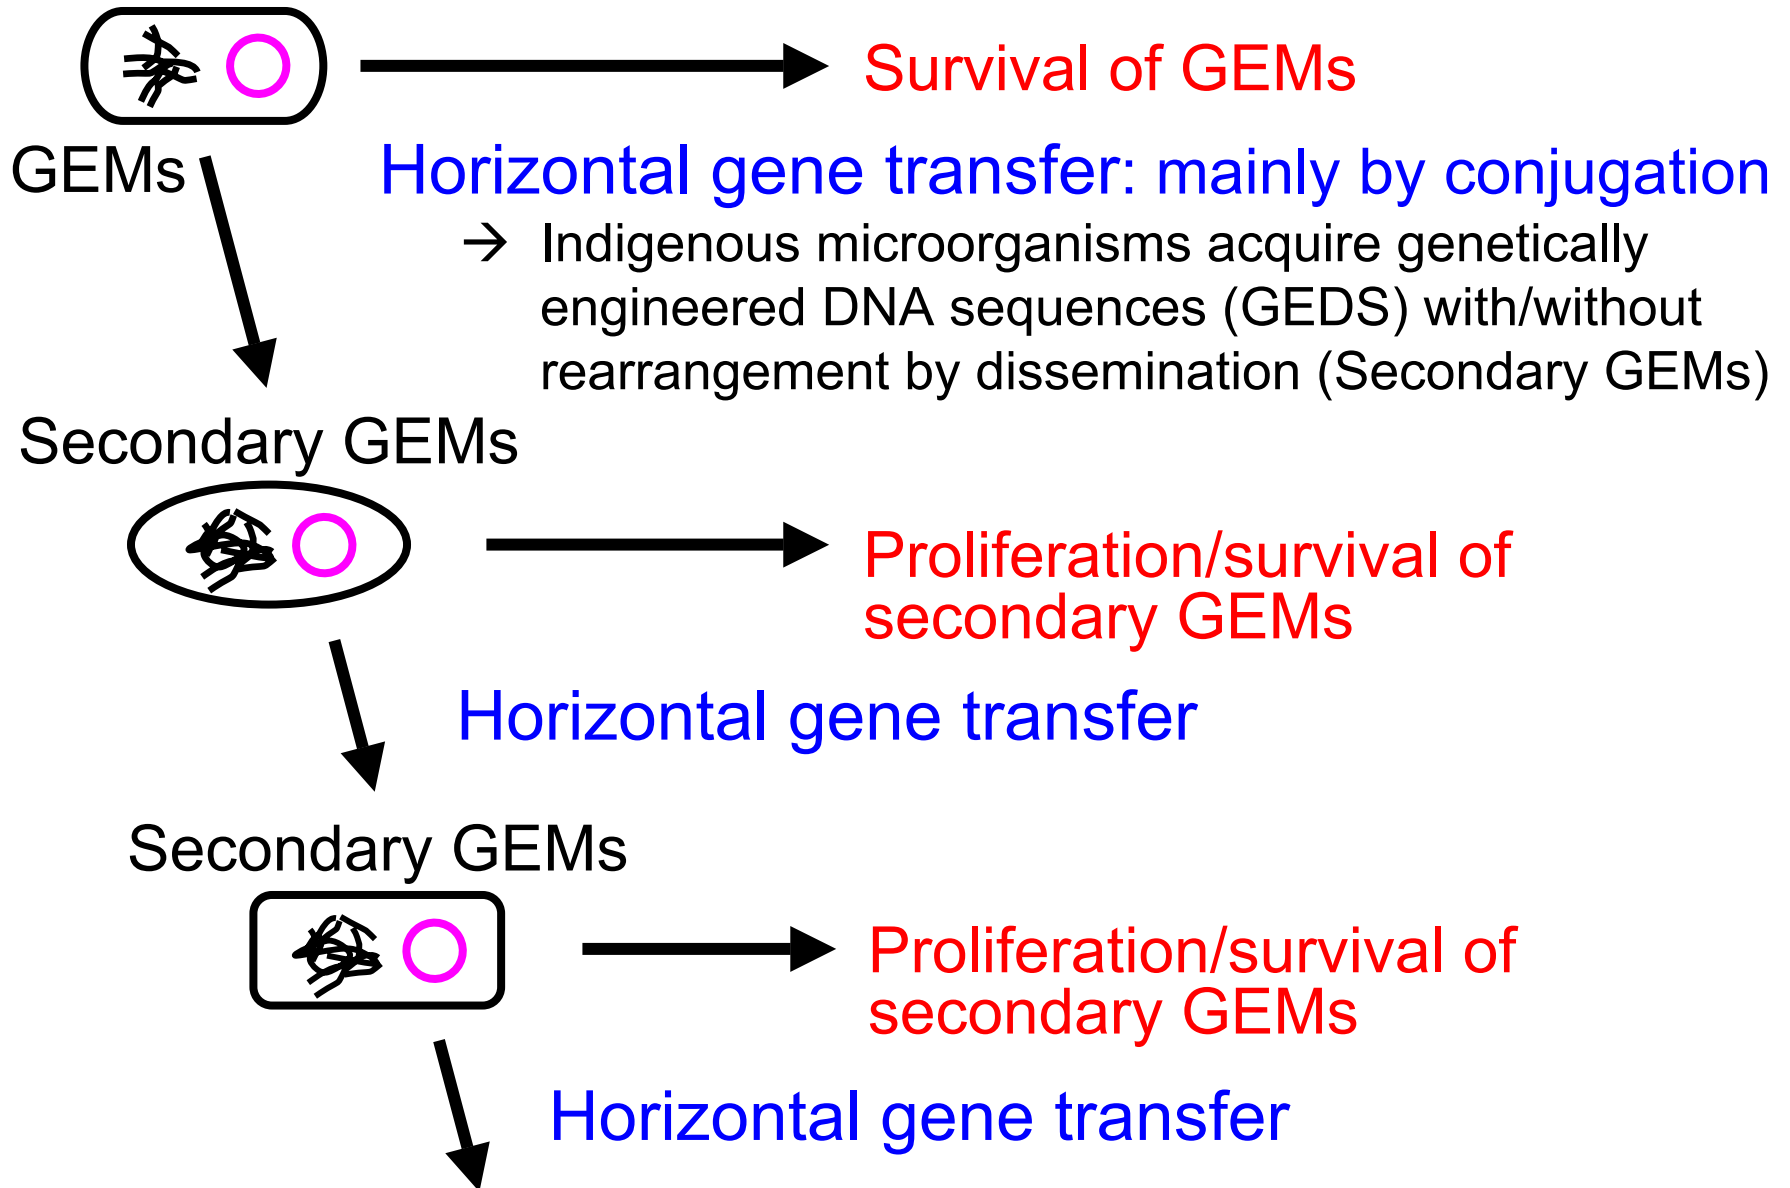 Survival of GEMs
GEMs
Horizontal gene transfer: mainly by conjugation
→ Indigenous microorganisms acquire genetically
engineered DNA sequences (GEDS) with/without
rearrangement by dissemination (Secondary GEMs)
Secondary GEMs
Proliferation/survival of
secondary GEMs
Horizontal gene transfer
Secondary GEMs
Proliferation/survival of
secondary GEMs
Horizontal gene transfer